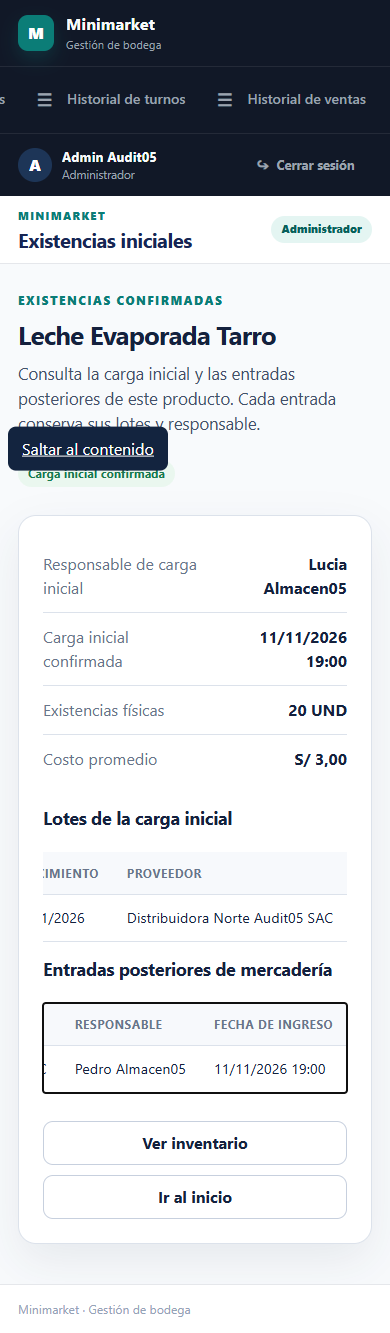 M
Minimarket
Gestión de bodega
s
Historial de turnos
Historial de ventas
A
Admin Audit05
Administrador
Cerrar sesión
MINIMARKET
Existencias iniciales
Administrador
EXISTENCIAS CONFIRMADAS
Leche Evaporada Tarro
Consulta la carga inicial y las entradas
posteriores de este producto. Cada entrada
conserva sus lotes y responsable.
Saltar al contenido
Carga inicial confirmada
Responsable de carga
inicial
Lucia
Almacen05
Carga inicial
confirmada
11/11/2026
19:00
Existencias físicas
20 UND
Costo promedio
S/ 3,00
Lotes de la carga inicial
IMIENTO
PROVEEDOR
1/2026
Distribuidora Norte Audit05 SAC
Entradas posteriores de mercadería
RESPONSABLE
FECHA DE INGRESO
Pedro Almacen05
11/11/2026 19:00
Ver inventario
Ir al inicio
Minimarket · Gestión de bodega